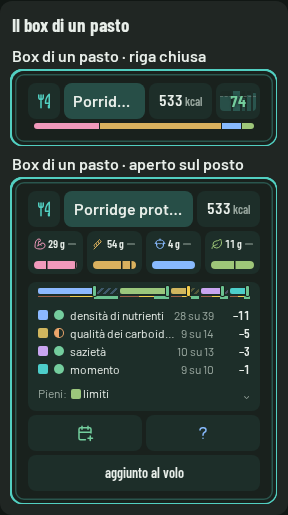 Il box di un pasto
Box di un pasto · riga chiusa
Porrid… 533 kcal 74
Box di un pasto · aperto sul posto
Porridge prot… 533 kcal
29 g — 54 g — 4 g — 11 g —
densità di nutrienti 28 su 39 –11
qualità dei carboid… 9 su 14 –5
sazietà 10 su 13 –3
momento 9 su 10 –1
Pieni: limiti
?
aggiunto al volo